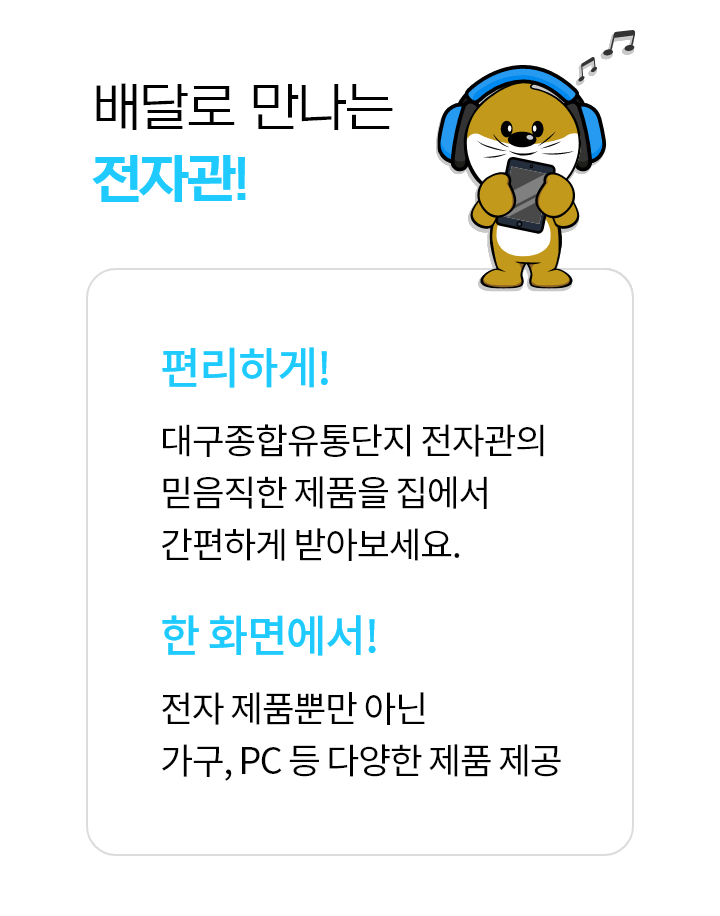 배달로 만나는
전자관!
편리하게!
대구종합유통단지 전자관의
믿음직한 제품을 집에서
간편하게 받아보세요.
한 화면에서!
전자 제품뿐만 아닌
가구, PC 등 다양한 제품 제공